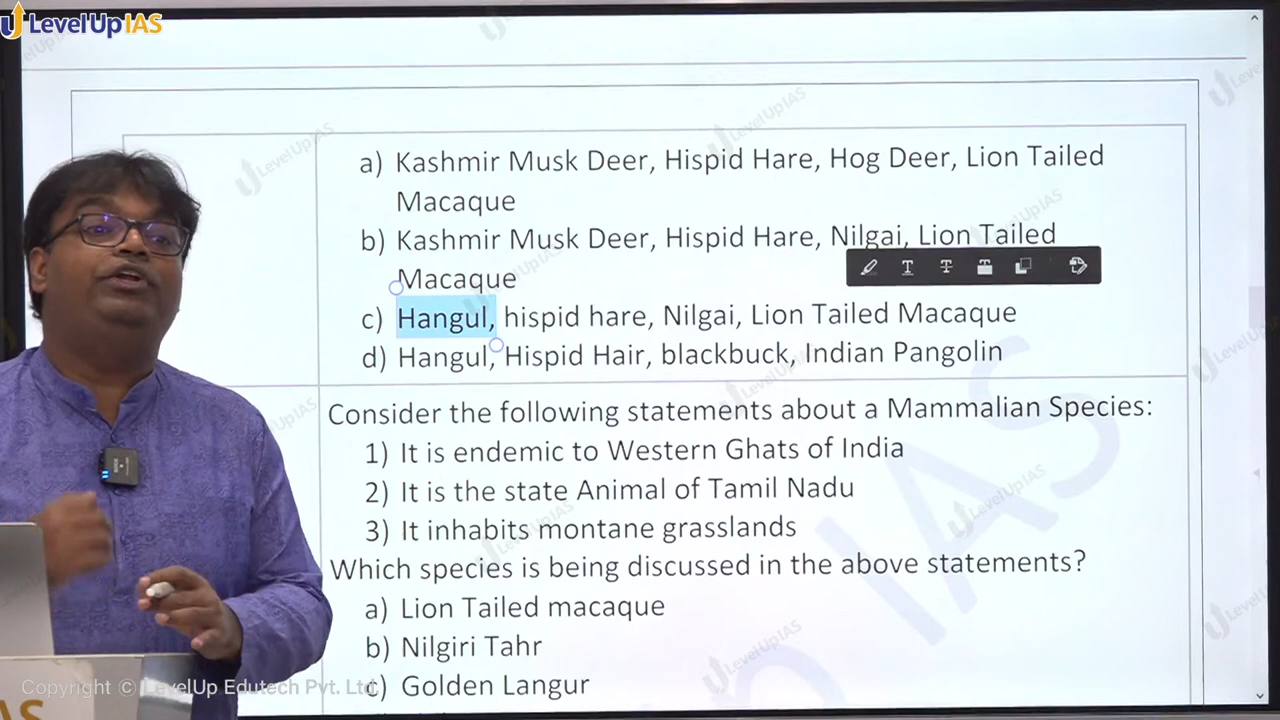 LevelUp IAS
a) Kashmir Musk Deer, Hispid Hare, Hog Deer, Lion Tailed
Macaque
b) Kashmir Musk Deer, Hispid Hare, Nilgai, Lion Tailed
Macaque
c) Hangul, hispid hare, Nilgai, Lion Tailed Macaque
d) Hangul, Hispid Hair, blackbuck, Indian Pangolin
Consider the following statements about a Mammalian Species:
1) It is endemic to Western Ghats of India
2) It is the state Animal of Tamil Nadu
3) It inhabits montane grasslands
Which species is being discussed in the above statements?
a) Lion Tailed macaque
b) Nilgiri Tahr
c) Golden Langur
Copyright © LevelUp Edutech Pvt. Ltd.
IAS